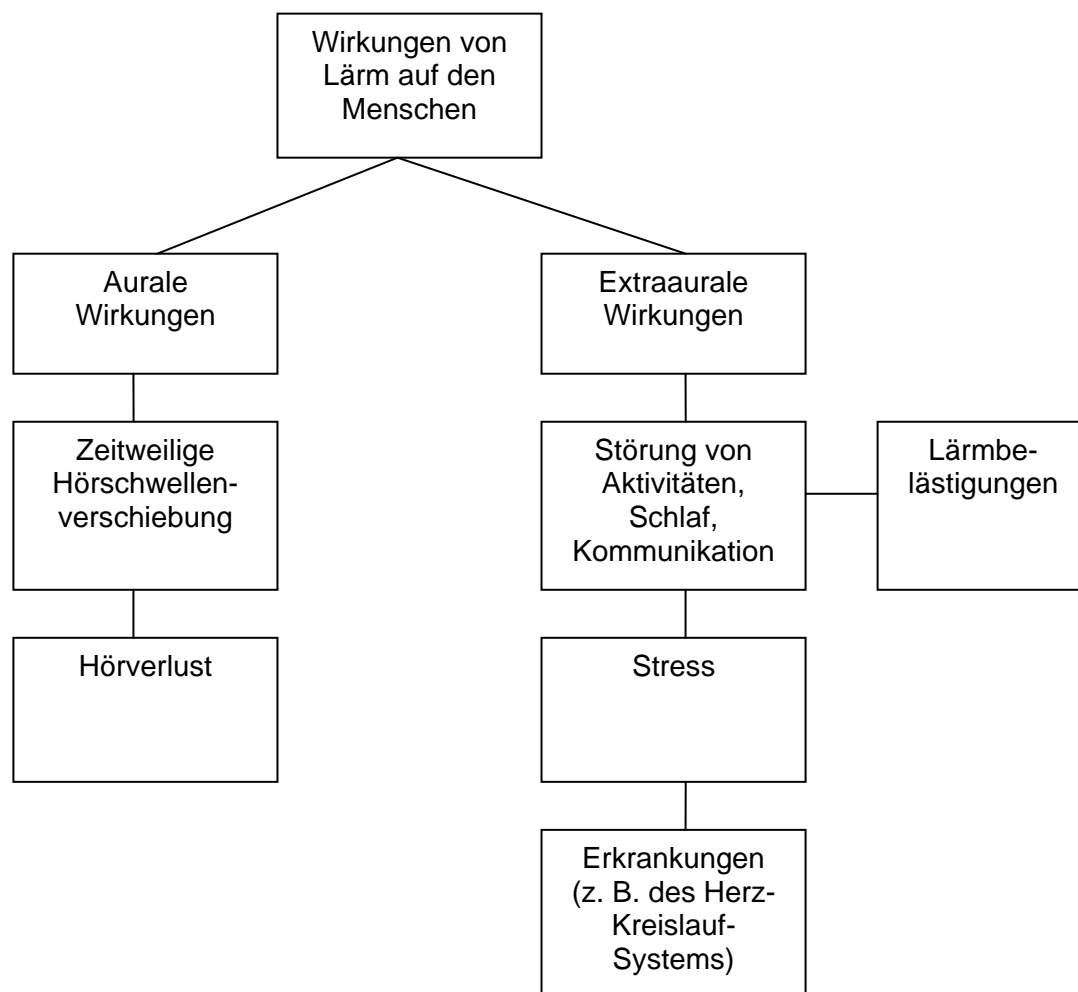 Wirkungen von
Lärm auf den
Menschen
Aurale
Wirkungen
Extraaurale
Wirkungen
Zeitweilige
Hörschwellen-
verschiebung
Störung von
Aktivitäten,
Schlaf,
Kommunikation
Lärmbe-
lästigungen
Hörverlust
Stress
Erkrankungen
(z. B. des Herz-
Kreislauf-
Systems)